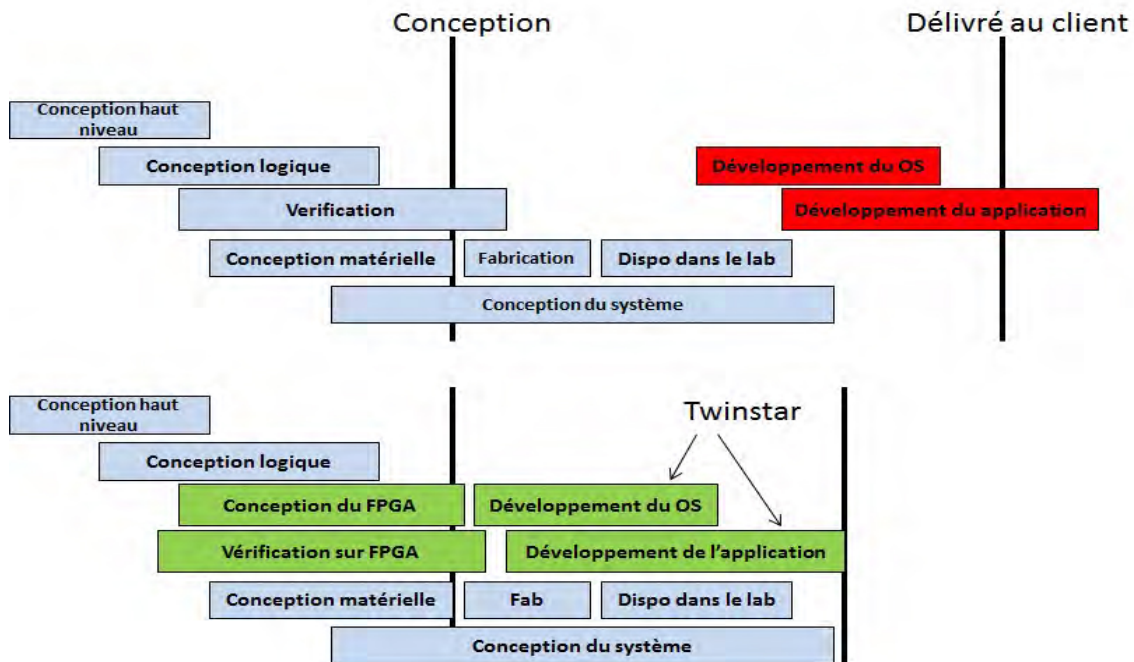 Conception
Délivré au client
Conception haut
niveau
Conception logique
Développement du OS
Verification
Développement du application
Conception matérielle
Fabrication
Dispo dans le lab
Conception du système
Conception haut
niveau
Twinstar
Conception logique
Conception du FPGA
Développement du OS
Vérification sur FPGA
Développement de l'application
Conception matérielle
Fab
Dispo dans le lab
Conception du système